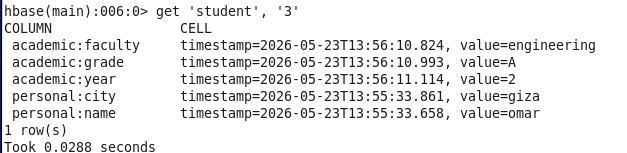 hbase(main):006:0> get 'student', '3'
COLUMN                CELL
 academic:faculty     timestamp=2026-05-23T13:56:10.824, value=engineering
 academic:grade       timestamp=2026-05-23T13:56:10.993, value=A
 academic:year        timestamp=2026-05-23T13:56:11.114, value=2
 personal:city        timestamp=2026-05-23T13:55:33.861, value=giza
 personal:name        timestamp=2026-05-23T13:55:33.658, value=omar
1 row(s)
Took 0.0288 seconds